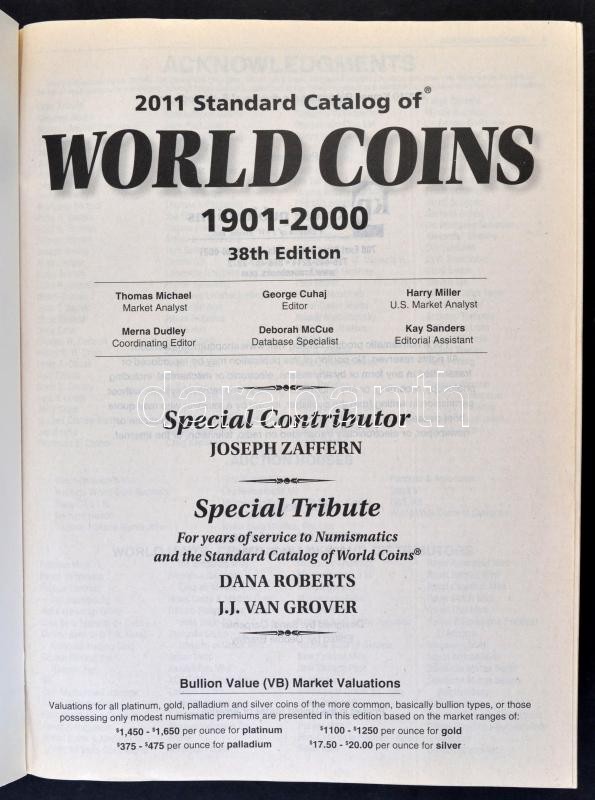 2011 Standard Catalog of®
WORLD COINS
1901-2000
38th Edition
Thomas Michael
Market Analyst
George Cuhaj
Editor
Harry Miller
U.S. Market Analyst
Merna Dudley
Coordinating Editor
Deborah McCue
Database Specialist
Kay Sanders
Editorial Assistant
darabanth
Special Contributor
JOSEPH ZAFFERN
Special Tribute
For years of service to Numismatics
and the Standard Catalog of World Coins®
DANA ROBERTS
J.J. VAN GROVER
Bullion Value (VB) Market Valuations
Valuations for all platinum, gold, palladium and silver coins of the more common, basically bullion types, or those
possessing only modest numismatic premiums are presented in this edition based on the market ranges of:
$1,450 - $1,650 per ounce for platinum
$1100 - $1250 per ounce for gold
$375 - $475 per ounce for palladium
$17.50 - $20.00 per ounce for silver